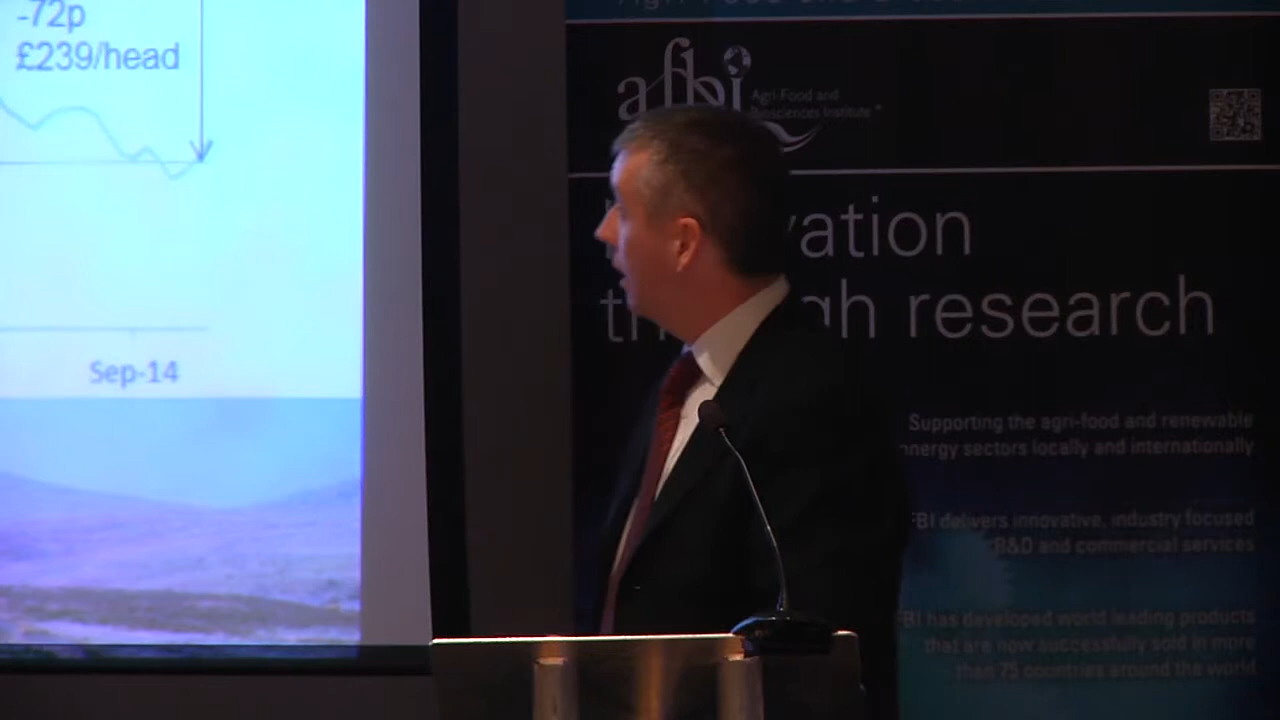 -72p
£239/head
Sep-14
afbi
Agri-Food and
Biosciences Institute
vation
through research
Supporting the agri-food and renewable
energy sectors locally and internationally
AFBI delivers innovative, industry focused
R&D and commercial services
AFBI has developed world leading products
that are now successfully sold in more
than 75 countries around the world